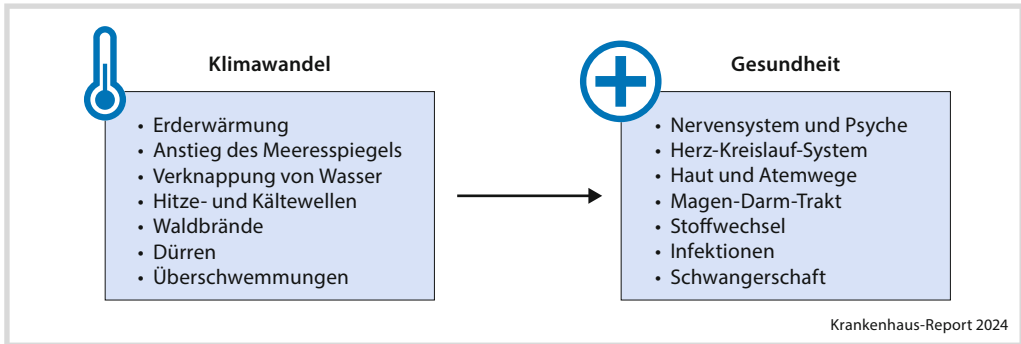 Klimawandel
• Erderwärmung
• Anstieg des Meeresspiegels
• Verknappung von Wasser
• Hitze- und Kältewellen
• Waldbrände
• Dürren
• Überschwemmungen
Gesundheit
• Nervensystem und Psyche
• Herz-Kreislauf-System
• Haut und Atemwege
• Magen-Darm-Trakt
• Stoffwechsel
• Infektionen
• Schwangerschaft
Krankenhaus-Report 2024